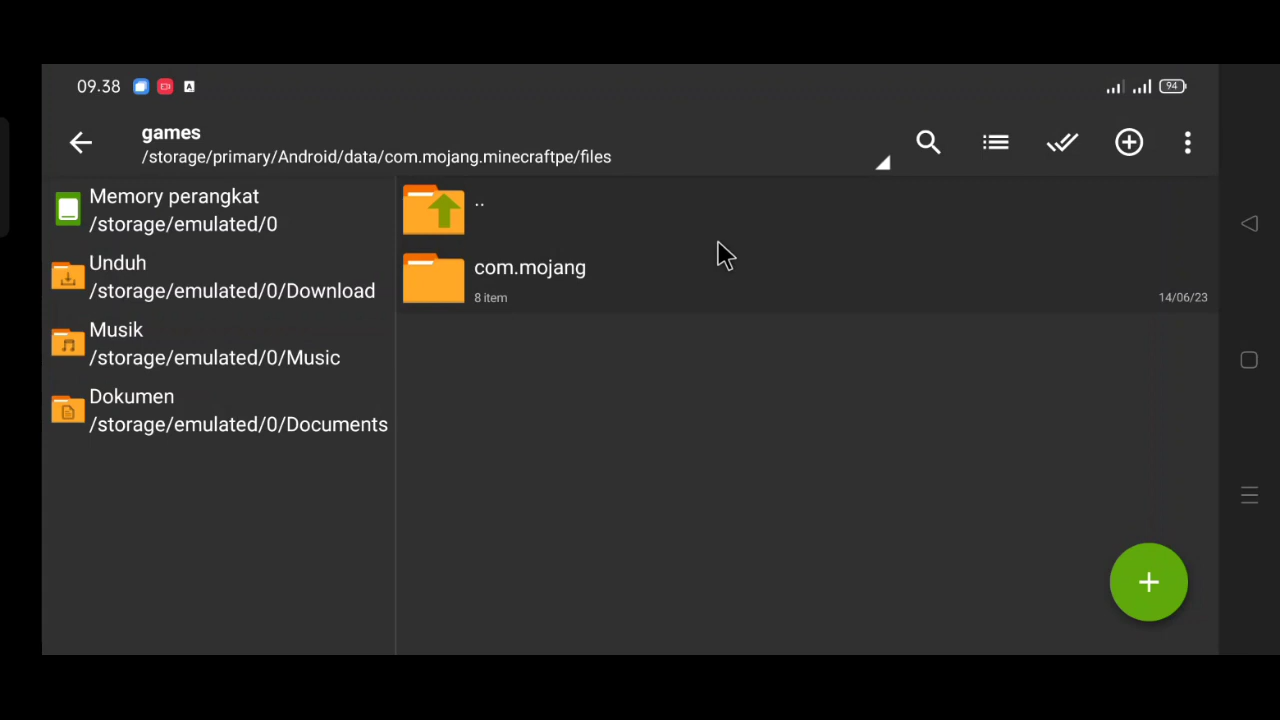 09.38
94
games
/storage/primary/Android/data/com.mojang.minecraftpe/files
Memory perangkat
/storage/emulated/0
Unduh
/storage/emulated/0/Download
Musik
/storage/emulated/0/Music
Dokumen
/storage/emulated/0/Documents
..
com.mojang
8 item
14/06/23